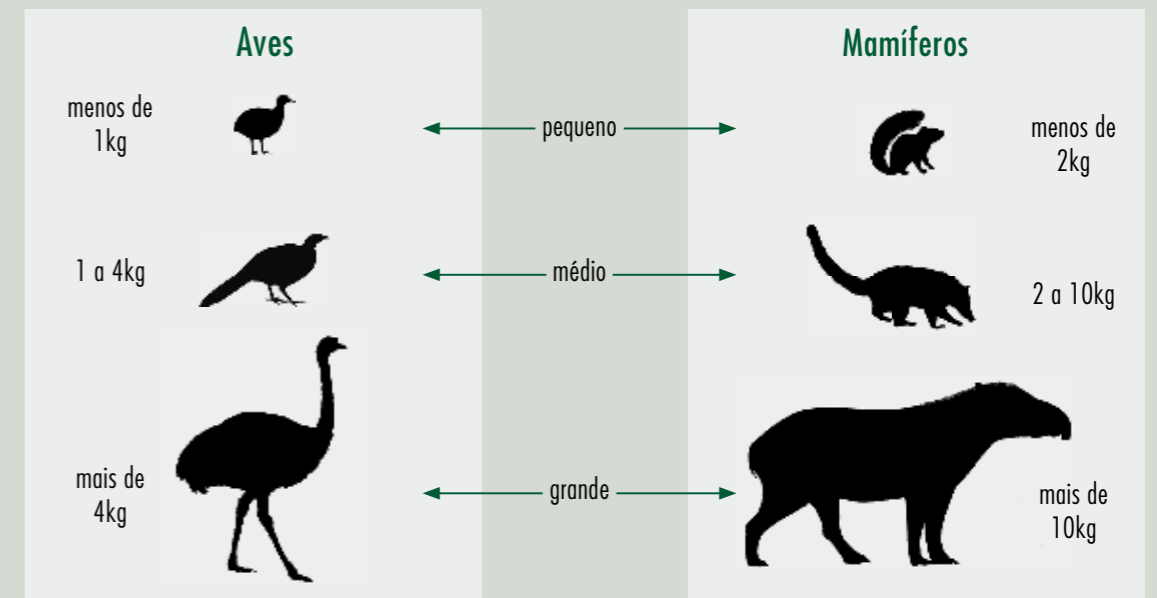 Aves
Mamíferos
menos de
1kg
pequeno
menos de
2kg
1 a 4kg
médio
2 a 10kg
mais de
4kg
grande
mais de
10kg